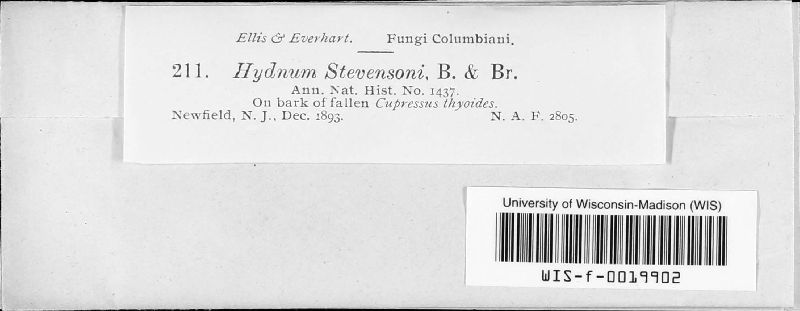 Ellis & Everhart. Fungi Columbiani.
211. Hydnum Stevensoni, B. & Br.
Ann. Nat. Hist. No. 1437.
On bark of fallen Cupressus thyoides.
Newfield, N. J., Dec. 1893. N. A. F. 2805.
University of Wisconsin-Madison (WIS)
WIS-f-0019902